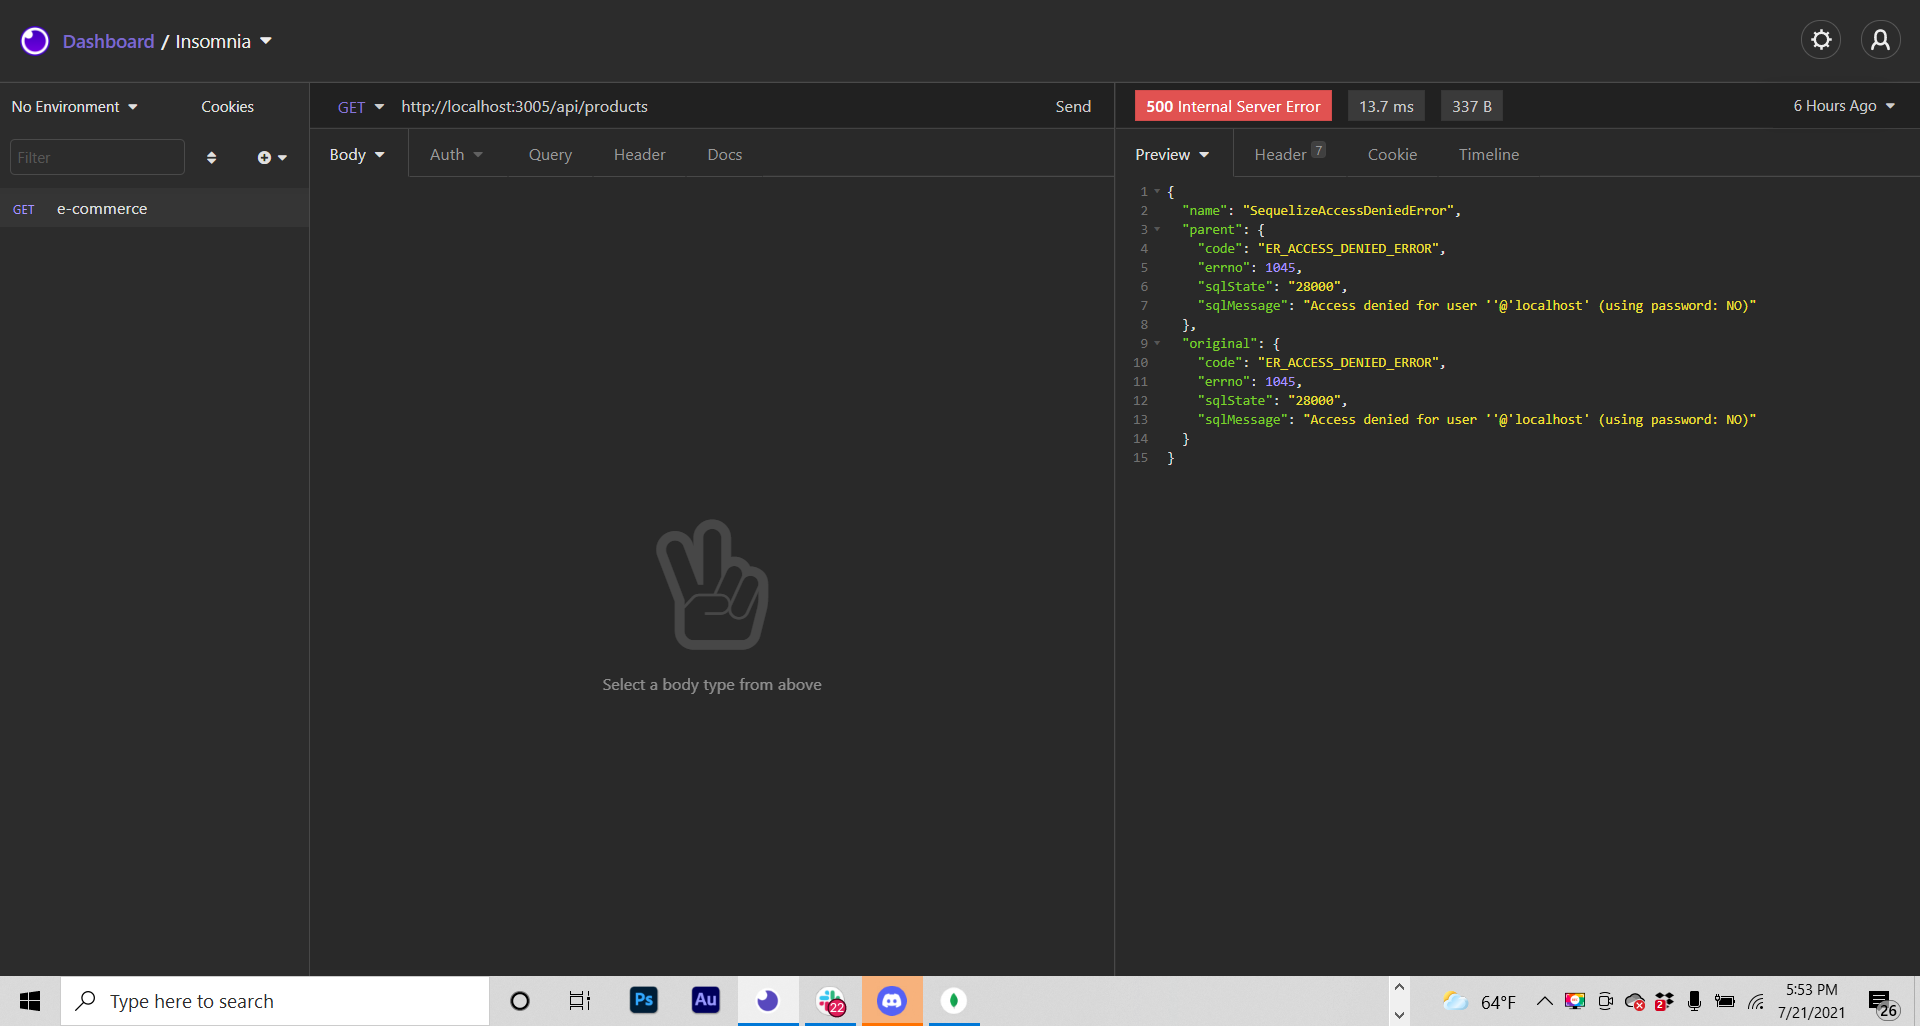 Dashboard / Insomnia
No Environment
Cookies
GET http://localhost:3005/api/products
Send
500 Internal Server Error
13.7 ms
337 B
6 Hours Ago
Filter
Body
Auth
Query
Header
Docs
Preview
Header 7
Cookie
Timeline
GET e-commerce
1 {
2 "name": "SequelizeAccessDeniedError",
3 "parent": {
4 "code": "ER_ACCESS_DENIED_ERROR",
5 "errno": 1045,
6 "sqlState": "28000",
7 "sqlMessage": "Access denied for user ''@'localhost' (using password: NO)"
8 },
9 "original": {
10 "code": "ER_ACCESS_DENIED_ERROR",
11 "errno": 1045,
12 "sqlState": "28000",
13 "sqlMessage": "Access denied for user ''@'localhost' (using password: NO)"
14 }
15 }
Select a body type from above
Type here to search
Ps
Au
22
64°F
2
5:53 PM
7/21/2021
26